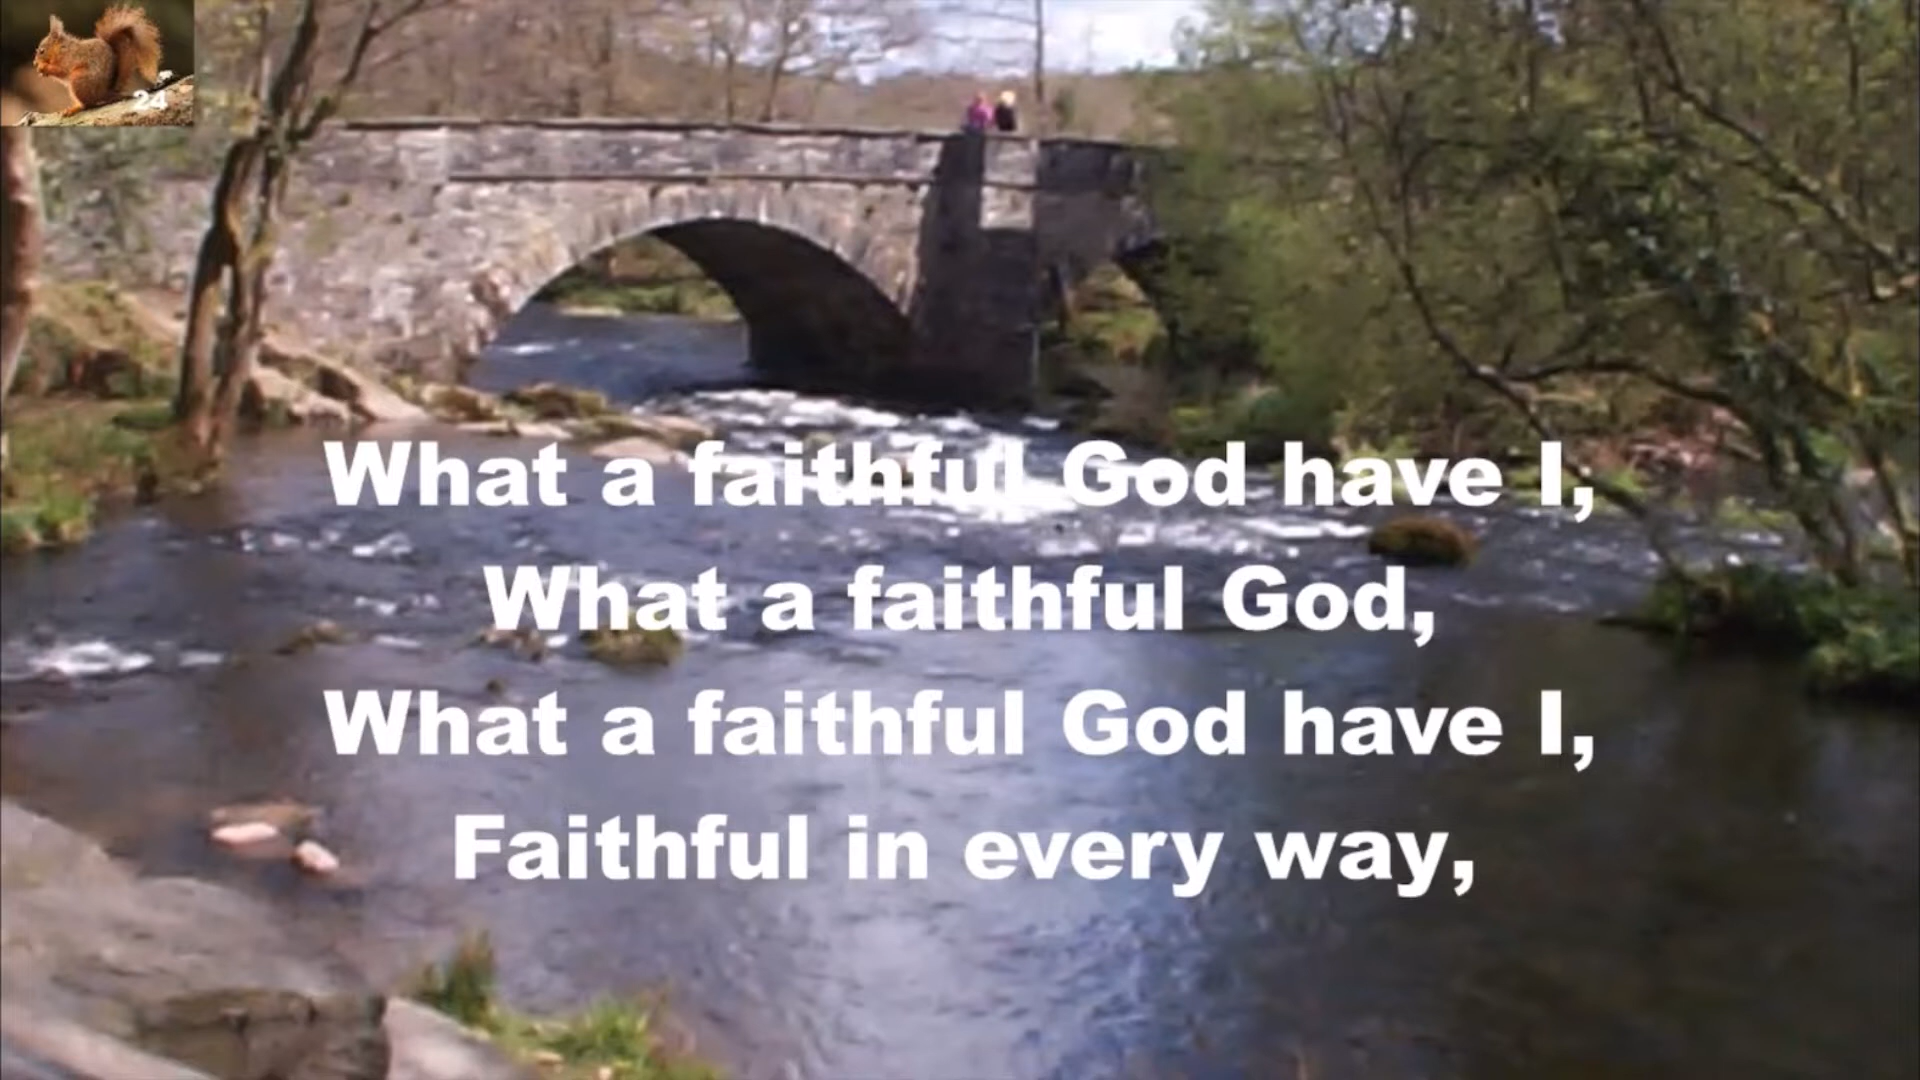 24
What a faithful God have I,
What a faithful God,
What a faithful God have I,
Faithful in every way,